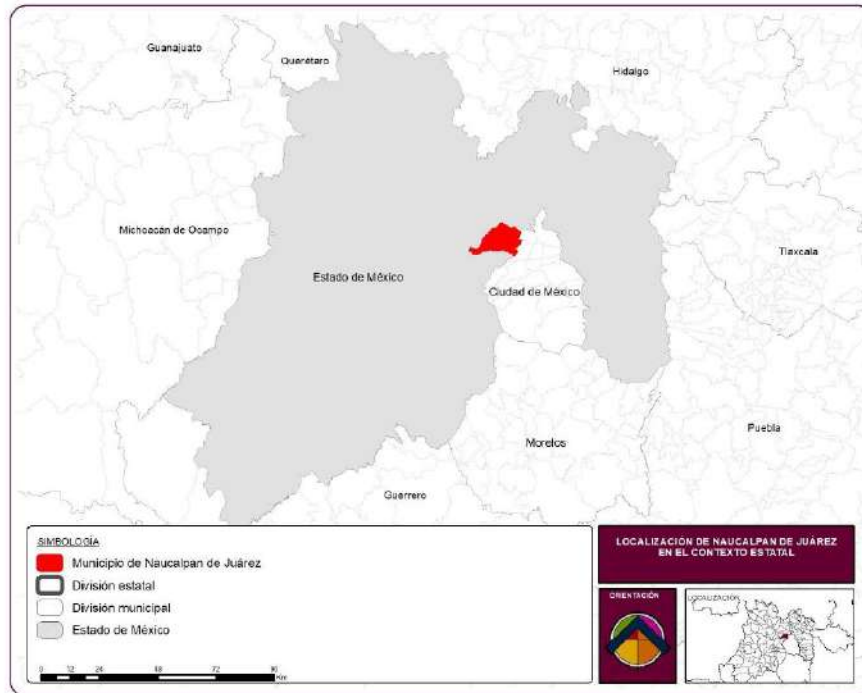 Guanajuato
Querétaro
Hidalgo
Michoacán de Ocampo
Tlaxcala
Estado de México
Ciudad de México
Puebla
Morelos
Guerrero
SIMBOLOGÍA
Municipio de Naucalpan de Juárez
División estatal
División municipal
Estado de México
0 12 24 48 72 90
Km
LOCALIZACIÓN DE NAUCALPAN DE JUÁREZ
EN EL CONTEXTO ESTATAL
ORIENTACIÓN
LOCALIZACIÓN